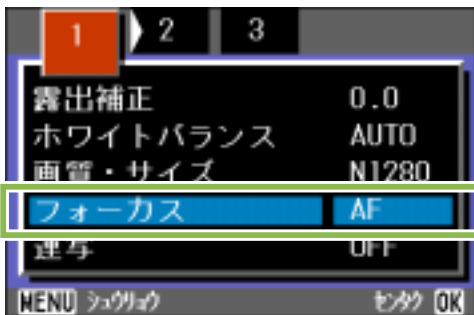 1 2 3
露出補正 0.0
ホワイトバランス AUTO
画質・サイズ N1280
フォーカス AF
連写 OFF
MENU シュウリョウ センタク OK